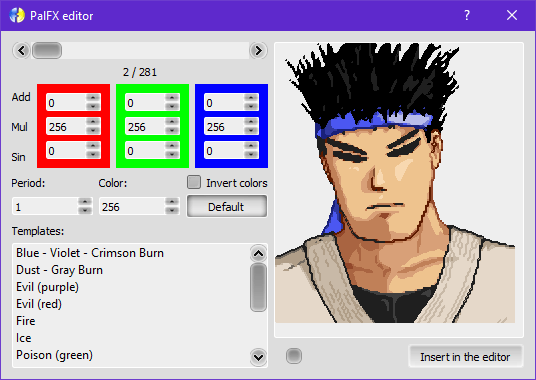 PalFX editor
?
2 / 281
Add 0 0 0
Mul 256 256 256
Sin 0 0 0
Period: Color: Invert colors
1 256 Default
Templates:
Blue - Violet - Crimson Burn
Dust - Gray Burn
Evil (purple)
Evil (red)
Fire
Ice
Poison (green)
Insert in the editor